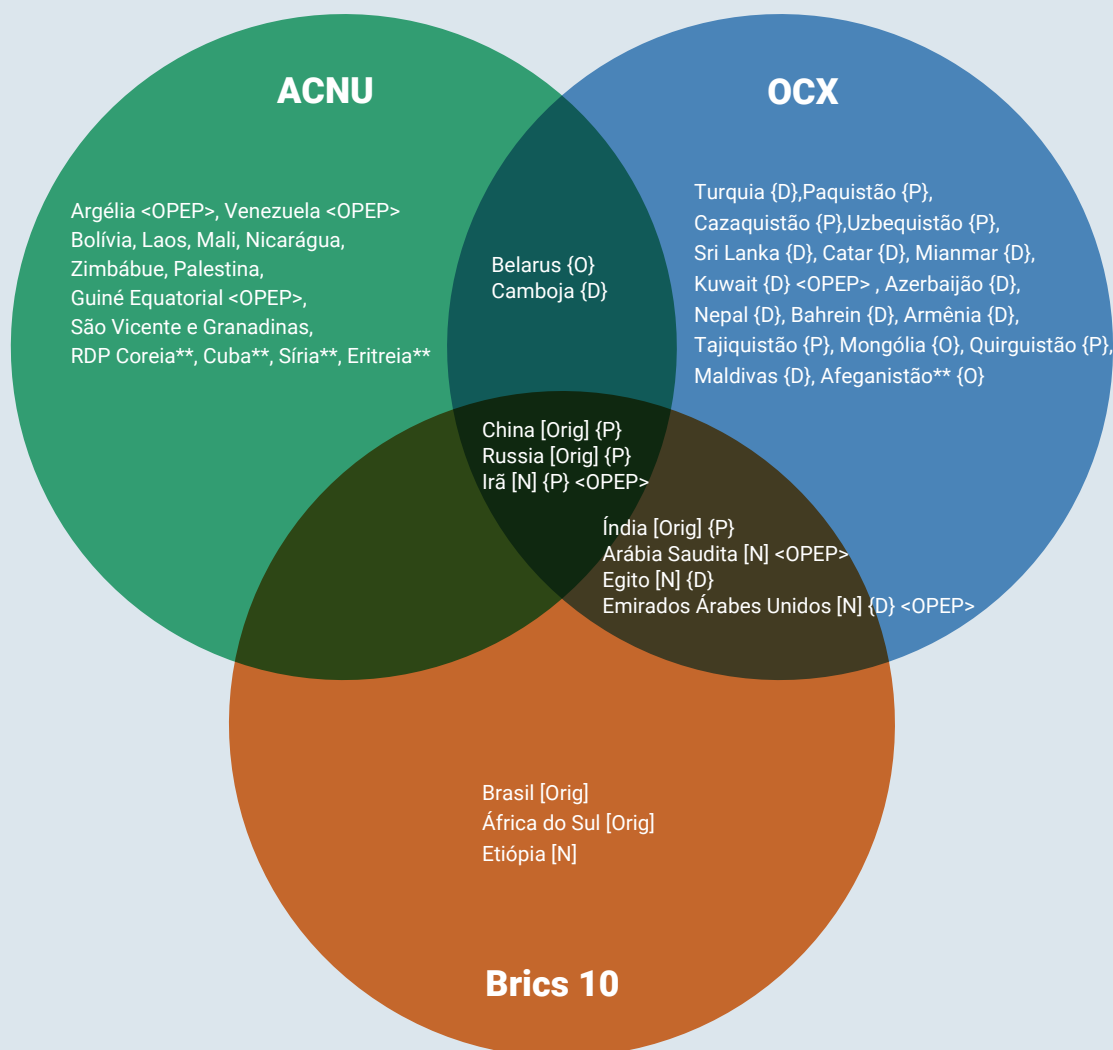 ACNU
OCX
Argélia <OPEP>, Venezuela <OPEP>
Bolívia, Laos, Mali, Nicarágua,
Zimbábue, Palestina,
Guiné Equatorial <OPEP>,
São Vicente e Granadinas,
RDP Coreia**, Cuba**, Síria**, Eritreia**
Belarus {O}
Camboja {D}
Turquia {D},Paquistão {P},
Cazaquistão {P},Uzbequistão {P},
Sri Lanka {D}, Catar {D}, Mianmar {D},
Kuwait {D} <OPEP> , Azerbaijão {D},
Nepal {D}, Bahrein {D}, Armênia {D},
Tajiquistão {P}, Mongólia {O}, Quirguistão {P},
Maldivas {D}, Afeganistão** {O}
China [Orig] {P}
Russia [Orig] {P}
Irã [N] {P} <OPEP>
Índia [Orig] {P}
Arábia Saudita [N] <OPEP>
Egito [N] {D}
Emirados Árabes Unidos [N] {D} <OPEP>
Brasil [Orig]
África do Sul [Orig]
Etiópia [N]
Brics 10